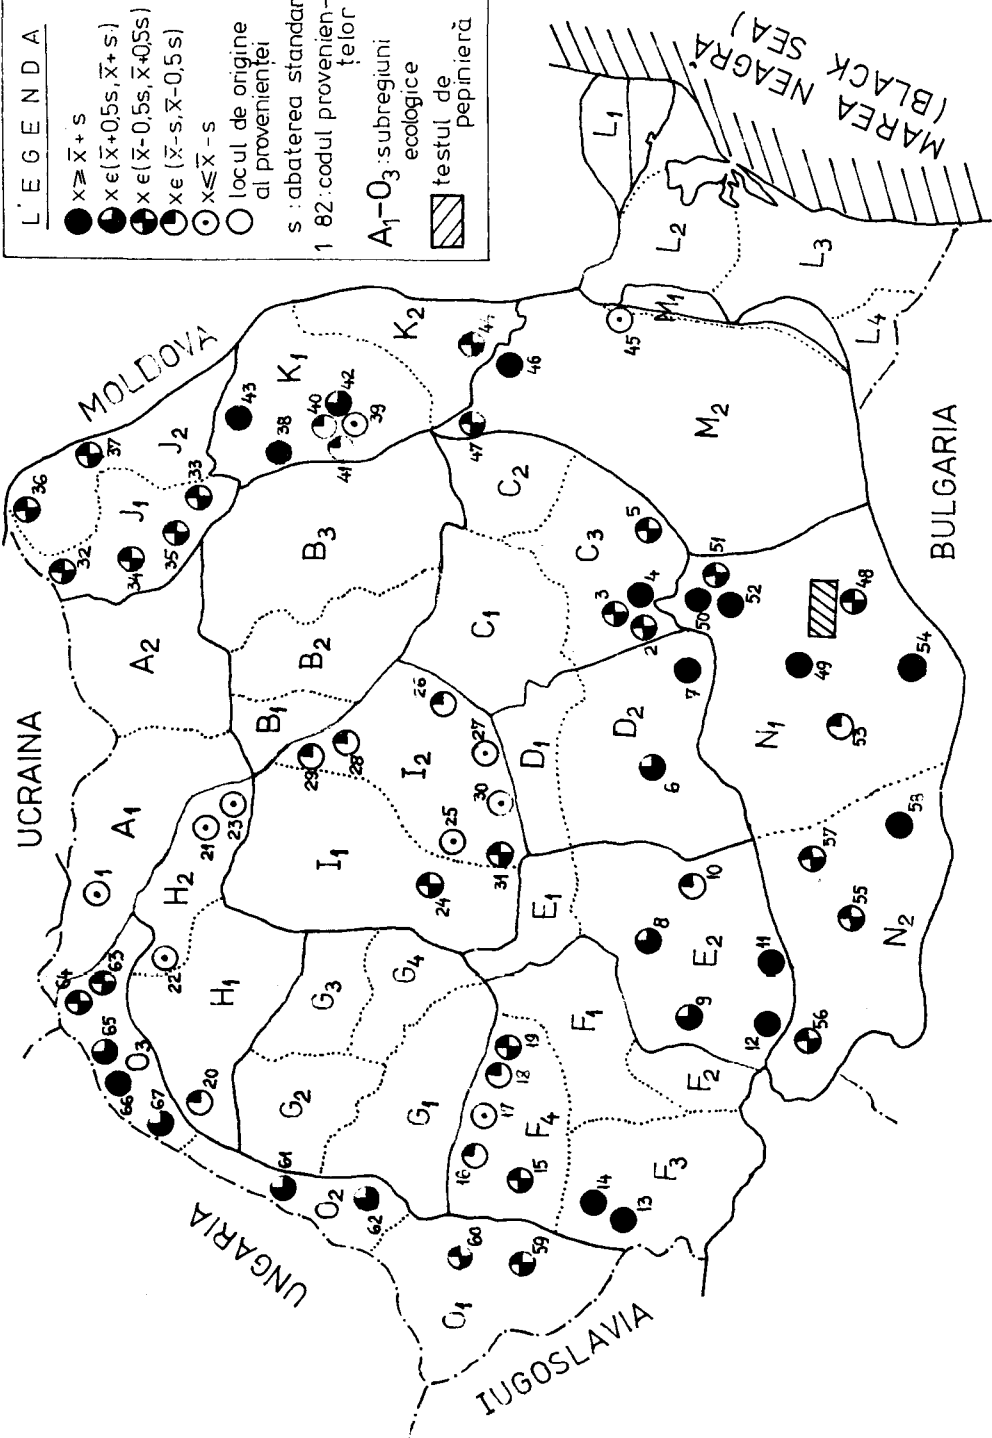 L E G E N D A
x ⩾ x̄ + s
x ϵ (x̄+0,5s, x̄+s)
x ϵ (x̄-0,5s, x̄+0,5s)
x ϵ (x̄-s, x̄-0,5s)
x ⩽ x̄ - s
locul de origine
al provenienței
s : abaterea standar
1 82: codul provenien-
țelor
A1-O3 : subregiuni
ecologice
testul de
pepinieră
UCRAINA
MOLDOVA
MAREA NEAGRĂ
(BLACK SEA)
BULGARIA
IUGOSLAVIA
UNGARIA
A1
A2
B1
B2
B3
C1
C2
C3
D1
D2
E1
E2
F1
F2
F3
F4
G1
G2
G3
G4
H1
H2
I1
I2
J1
J2
K1
K2
L1
L2
L3
L4
M1
M2
N1
N2
O1
O2
O3
1
2
3
4
5
6
7
8
9
10
11
12
13
14
15
16
17
18
19
20
21
22
23
24
25
26
27
28
29
30
31
32
33
34
35
36
37
38
39
40
41
42
43
44
45
46
47
48
49
50
51
52
53
54
55
56
57
58
59
60
61
62
63
64
65
66
67